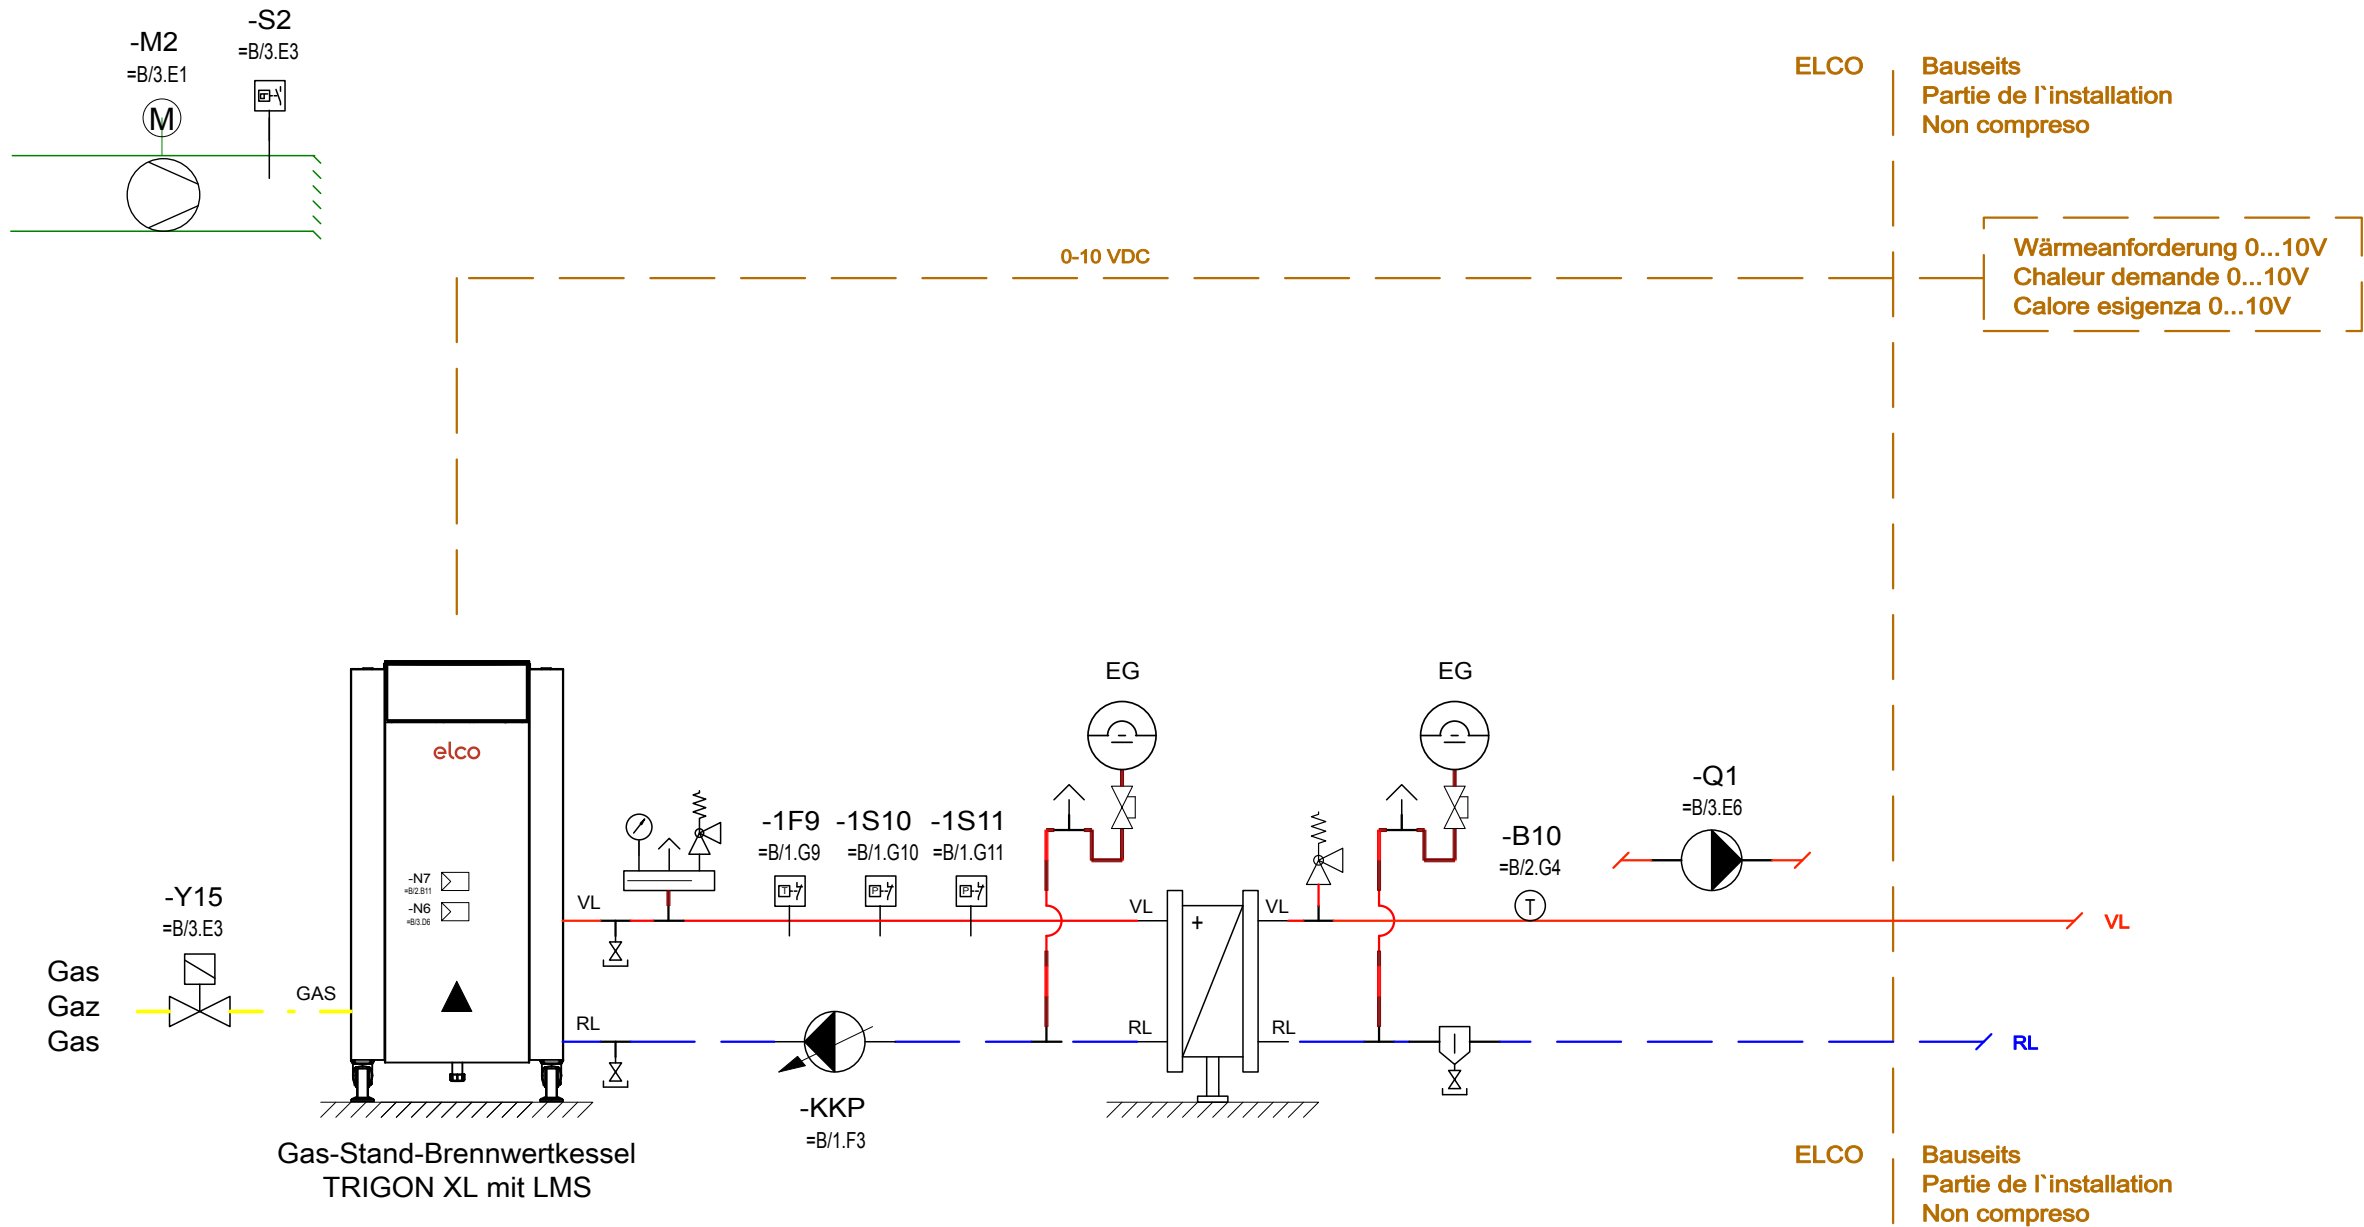 -S2
=B/3.E3
-M2
=B/3.E1
M
ELCO
Bauseits
Partie de l`installation
Non compreso
0-10 VDC
Wärmeanforderung 0...10V
Chaleur demande 0...10V
Calore esigenza 0...10V
EG
EG
elco
-Q1
=B/3.E6
-1F9
=B/1.G9
-1S10
=B/1.G10
-1S11
=B/1.G11
-B10
=B/2.G4
T
P
P
T
-N7
=B/2.B11
-N6
=B/3.D6
-Y15
=B/3.E3
VL
VL
VL
VL
+
Gas
Gaz
Gas
GAS
RL
RL
RL
RL
-KKP
=B/1.F3
Gas-Stand-Brennwertkessel
TRIGON XL mit LMS
ELCO
Bauseits
Partie de l`installation
Non compreso